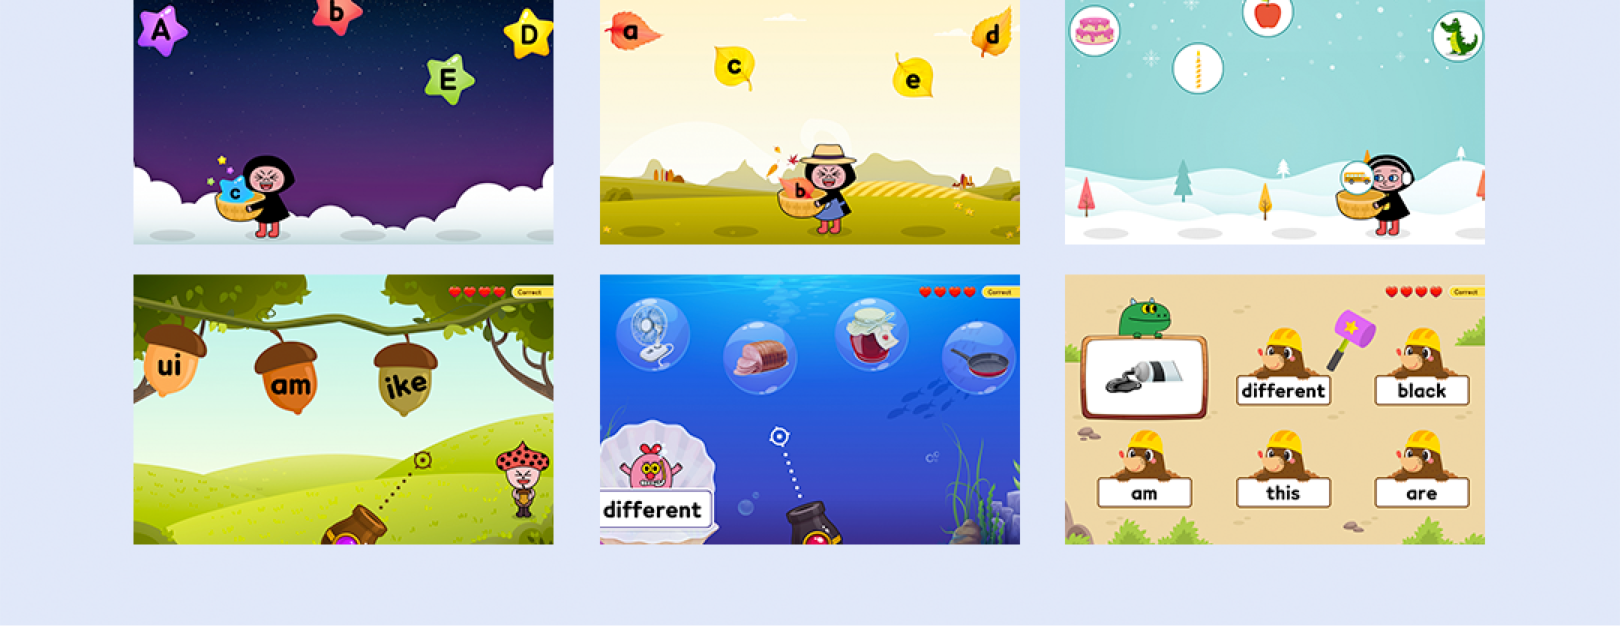 A
b
D
E
c
a
c
d
e
b
Correct
ui
am
ike
Correct
different
Correct
different
black
am
this
are